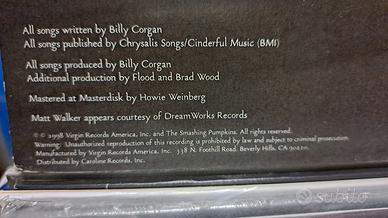 All songs written by Billy Corgan
All songs published by Chrysalis Songs/Cinderful Music (BMI)
All songs produced by Billy Corgan
Additional production by Flood and Brad Wood
Mastered at Masterdisk by Howie Weinberg
Matt Walker appears courtesy of DreamWorks Records
℗ © 1998 Virgin Records America, Inc. and The Smashing Pumpkins. All rights reserved.
Warning: Unauthorized reproduction of this recording is prohibited by law and subject to criminal prosecution.
Manufactured by Virgin Records America, Inc. 338 N. Foothill Road. Beverly Hills, CA 90210.
Distributed by Caroline Records, Inc.
subito